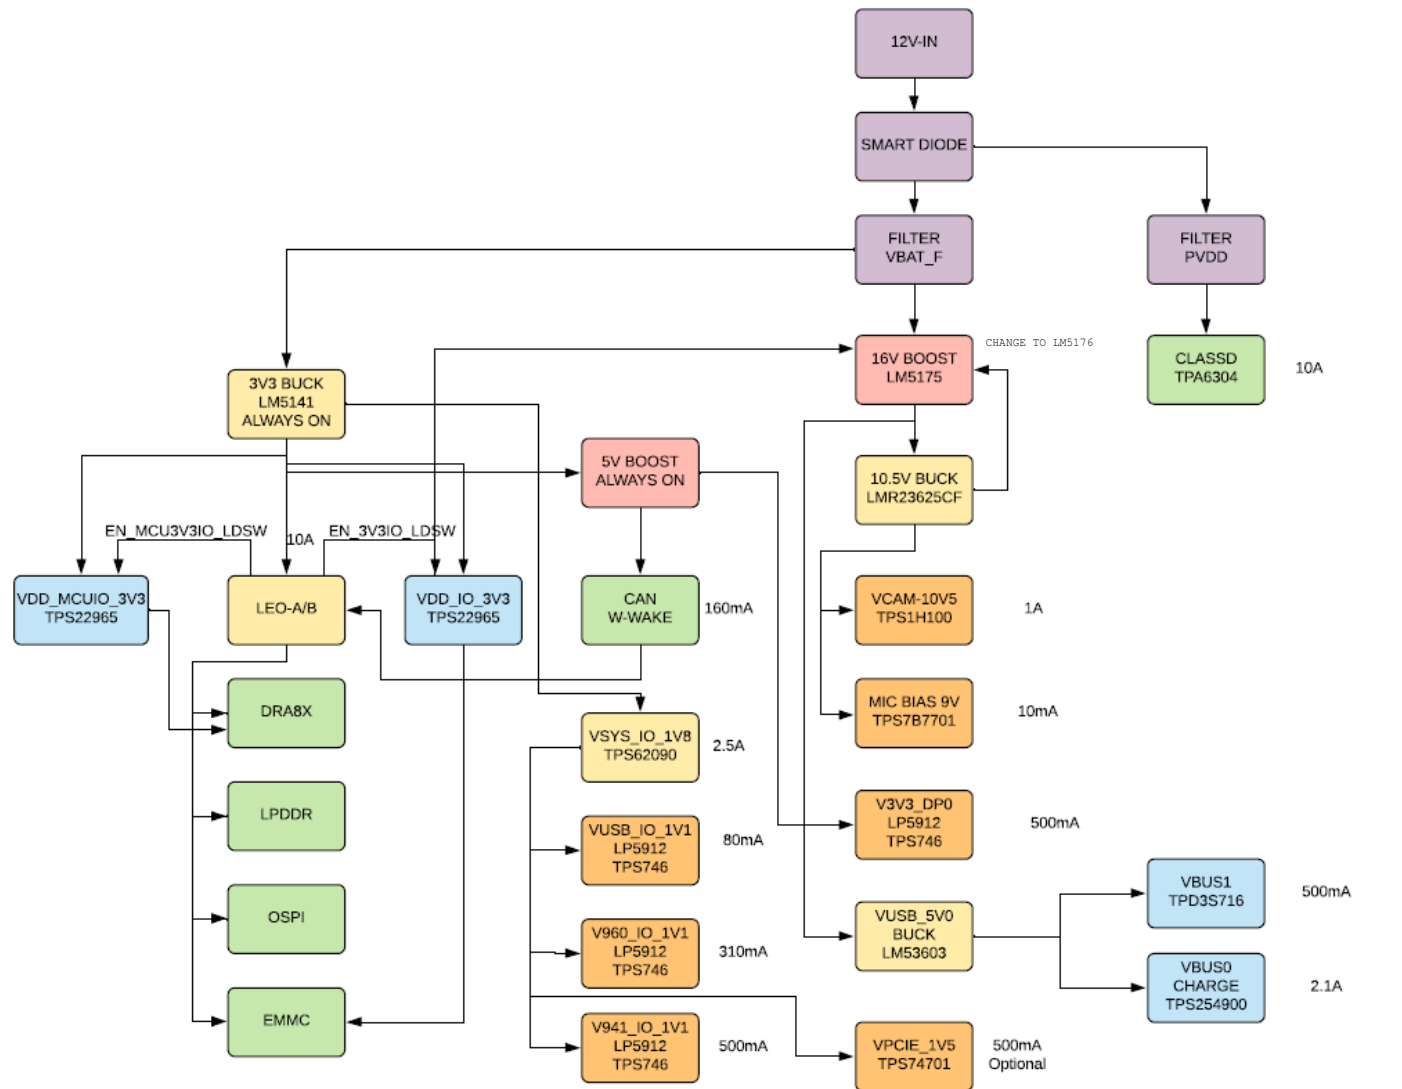 12V-IN
SMART DIODE
FILTER
VBAT_F
FILTER
PVDD
16V BOOST
LM5175
CHANGE TO LM5176
CLASSD
TPA6304
10A
3V3 BUCK
LM5141
ALWAYS ON
5V BOOST
ALWAYS ON
10.5V BUCK
LMR23625CF
EN_MCU3V3IO_LDSW
10A
EN_3V3IO_LDSW
VDD_MCUIO_3V3
TPS22965
LEO-A/B
VDD_IO_3V3
TPS22965
CAN
W-WAKE
160mA
VCAM-10V5
TPS1H100
1A
DRA8X
MIC BIAS 9V
TPS7B7701
10mA
VSYS_IO_1V8
TPS62090
2.5A
LPDDR
VUSB_IO_1V1
LP5912
TPS746
80mA
V3V3_DP0
LP5912
TPS746
500mA
OSPI
V960_IO_1V1
LP5912
TPS746
310mA
VUSB_5V0
BUCK
LM53603
VBUS1
TPD3S716
500mA
VBUS0
CHARGE
TPS254900
2.1A
EMMC
V941_IO_1V1
LP5912
TPS746
500mA
VPCIE_1V5
TPS74701
500mA
Optional